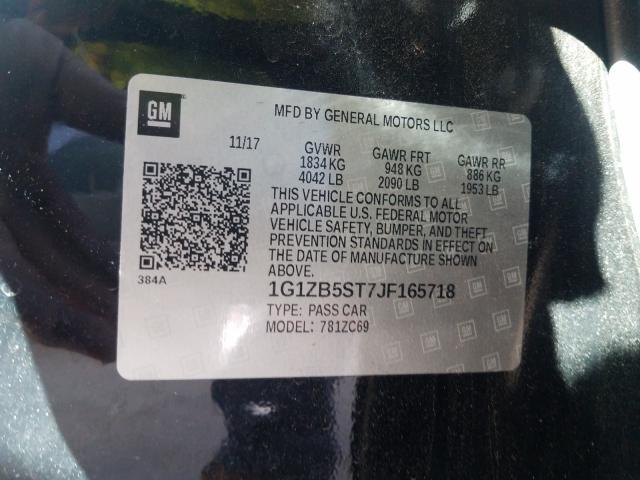 GM
MFD BY GENERAL MOTORS LLC
11/17
GVWR GAWR FRT GAWR RR
1834 KG 948 KG 886 KG
4042 LB 2090 LB 1953 LB
THIS VEHICLE CONFORMS TO ALL
APPLICABLE U.S. FEDERAL MOTOR
VEHICLE SAFETY, BUMPER, AND THEFT
PREVENTION STANDARDS IN EFFECT ON
THE DATE OF MANUFACTURE SHOWN
ABOVE.
384A
1G1ZB5ST7JF165718
TYPE: PASS CAR
MODEL: 781ZC69